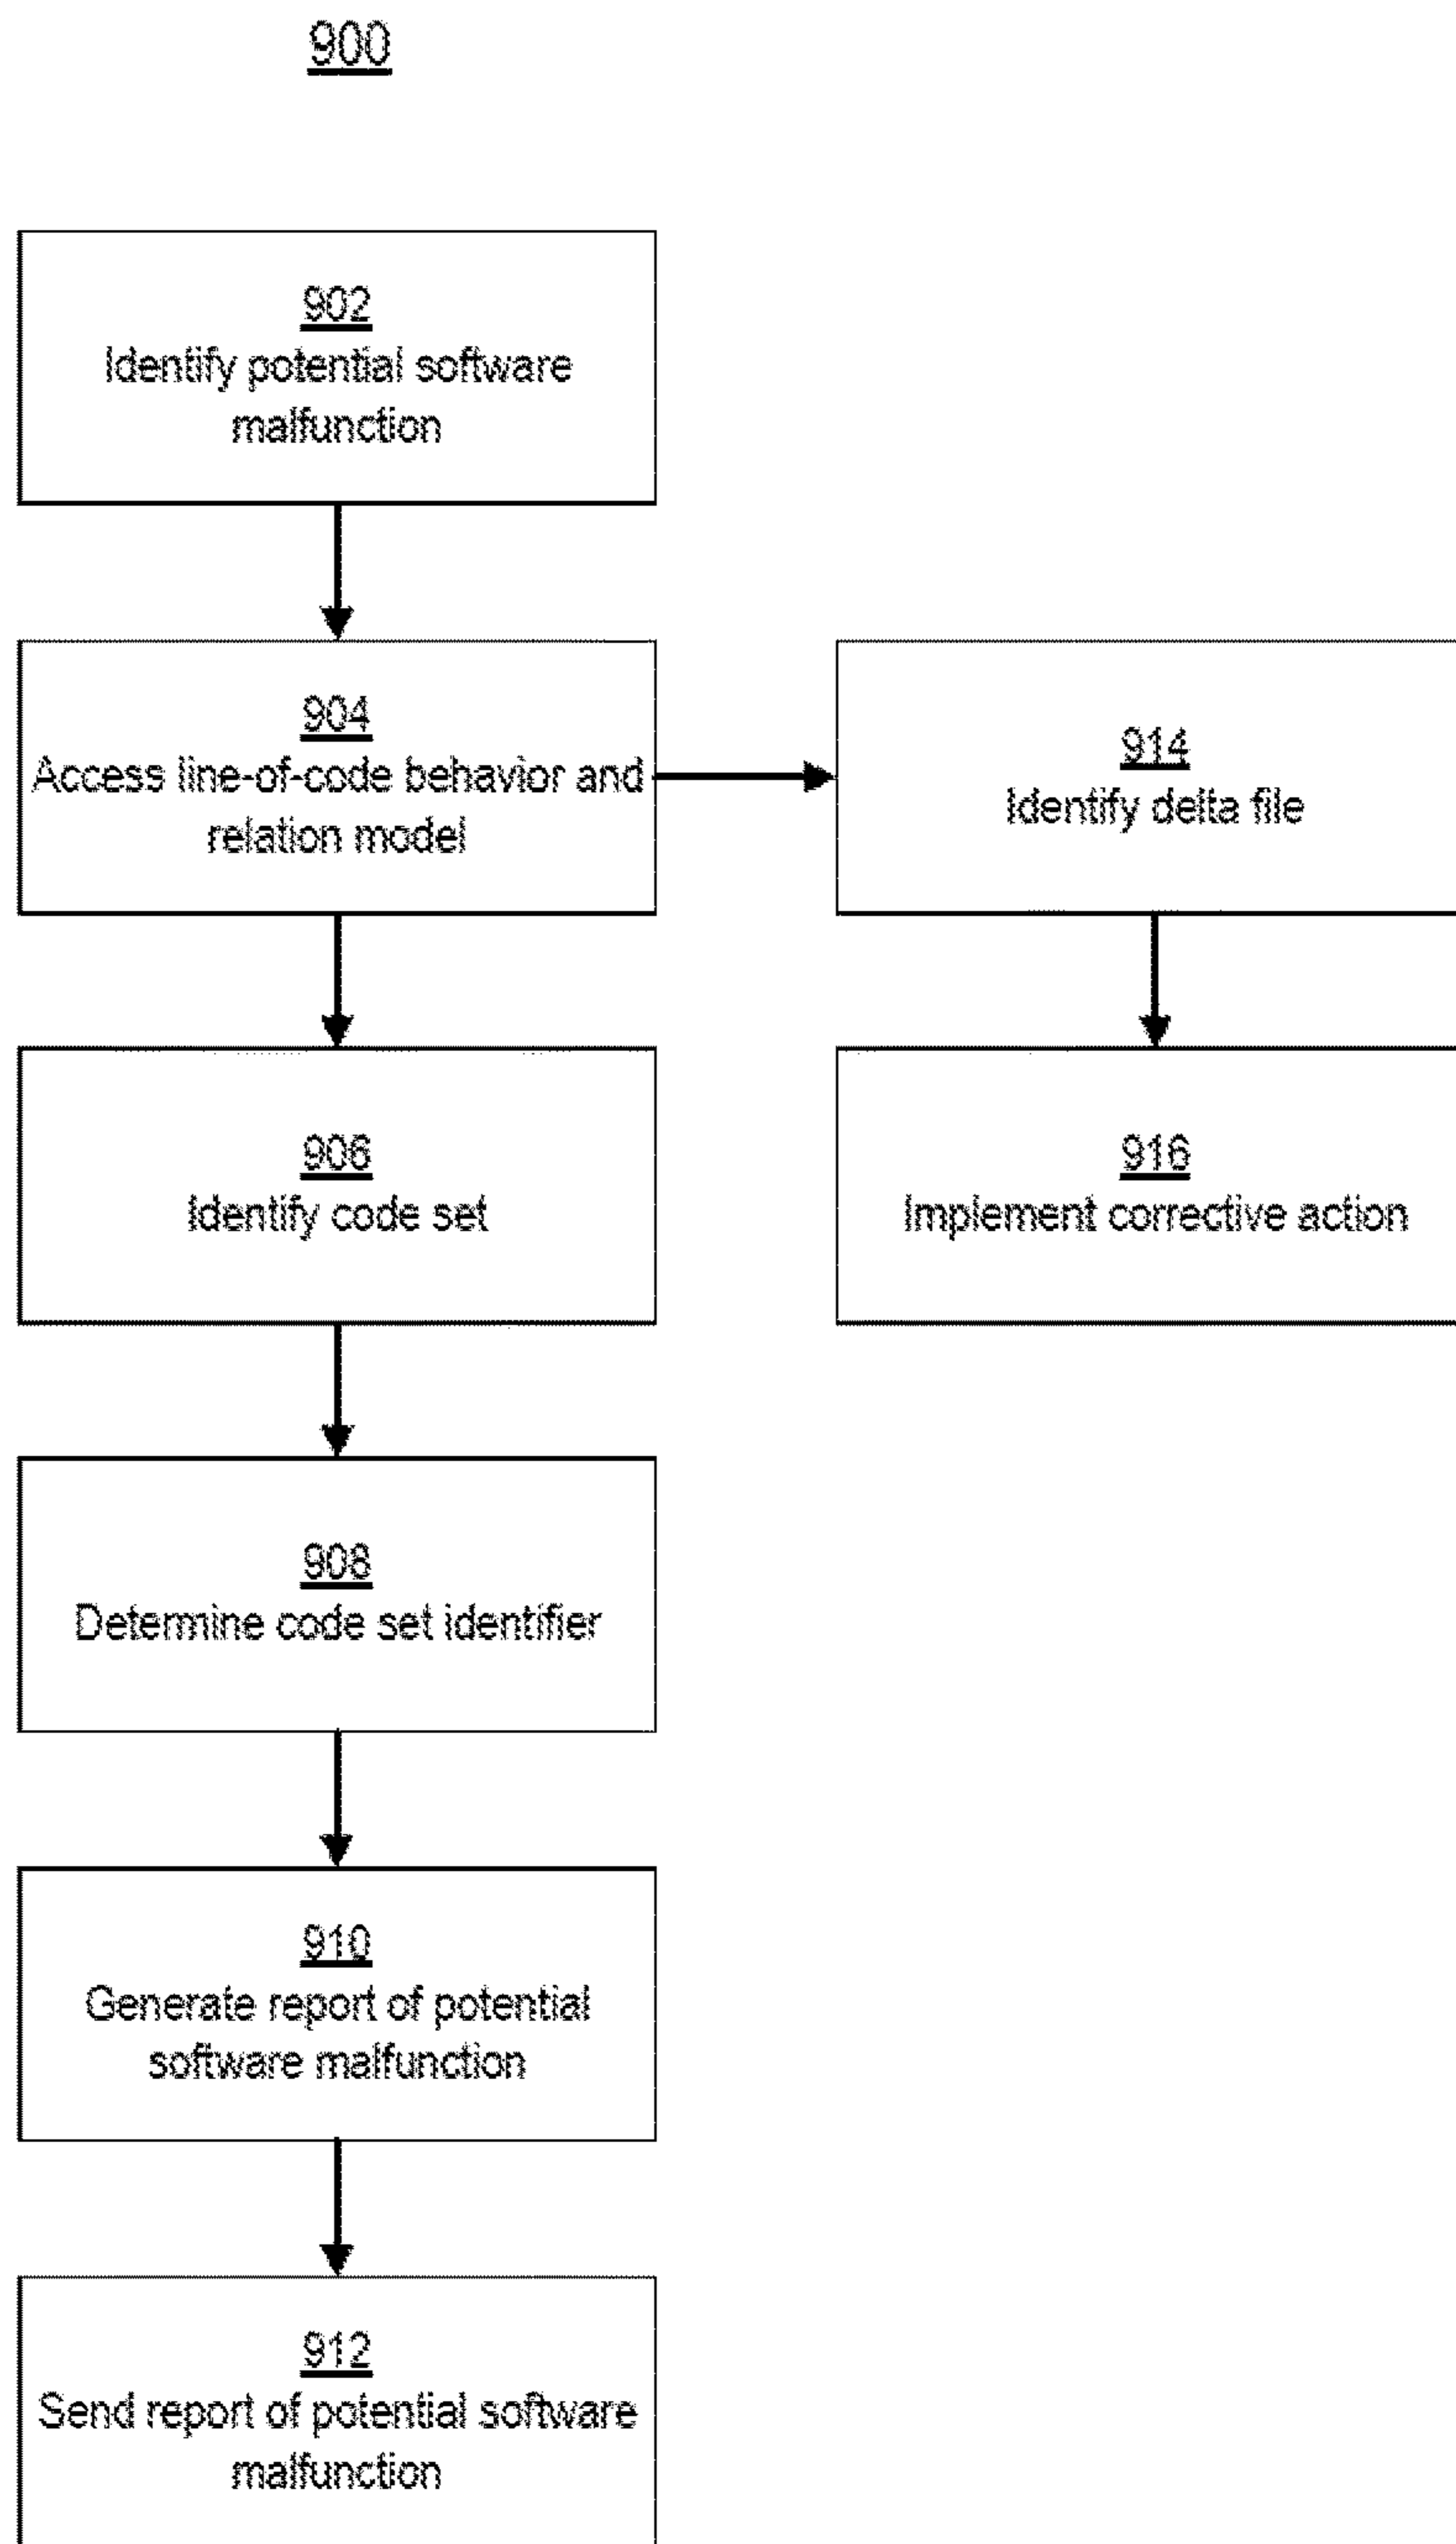 900
902
Identify potential software
malfunction
904
Access line-of-code behavior and
relation model
914
Identify delta file
906
Identify code set
916
Implement corrective action
908
Determine code set identifier
910
Generate report of potential
software malfunction
912
Send report of potential software
malfunction